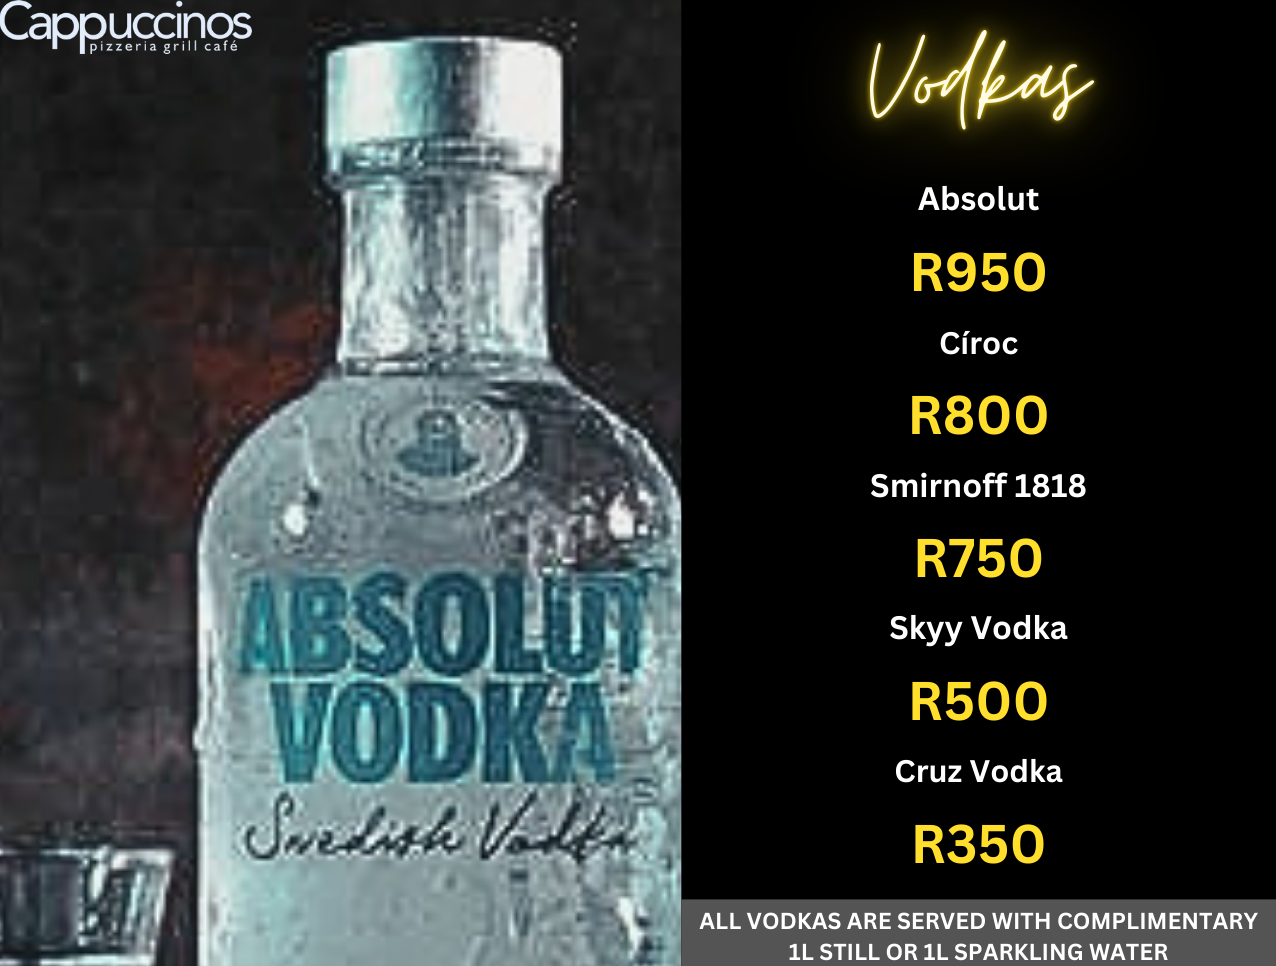 Cappuccinos
pizzeria grill café
ABSOLUT
VODKA
Swedish Vodka
Vodkas
Absolut
R950
Círoc
R800
Smirnoff 1818
R750
Skyy Vodka
R500
Cruz Vodka
R350
ALL VODKAS ARE SERVED WITH COMPLIMENTARY
1L STILL OR 1L SPARKLING WATER